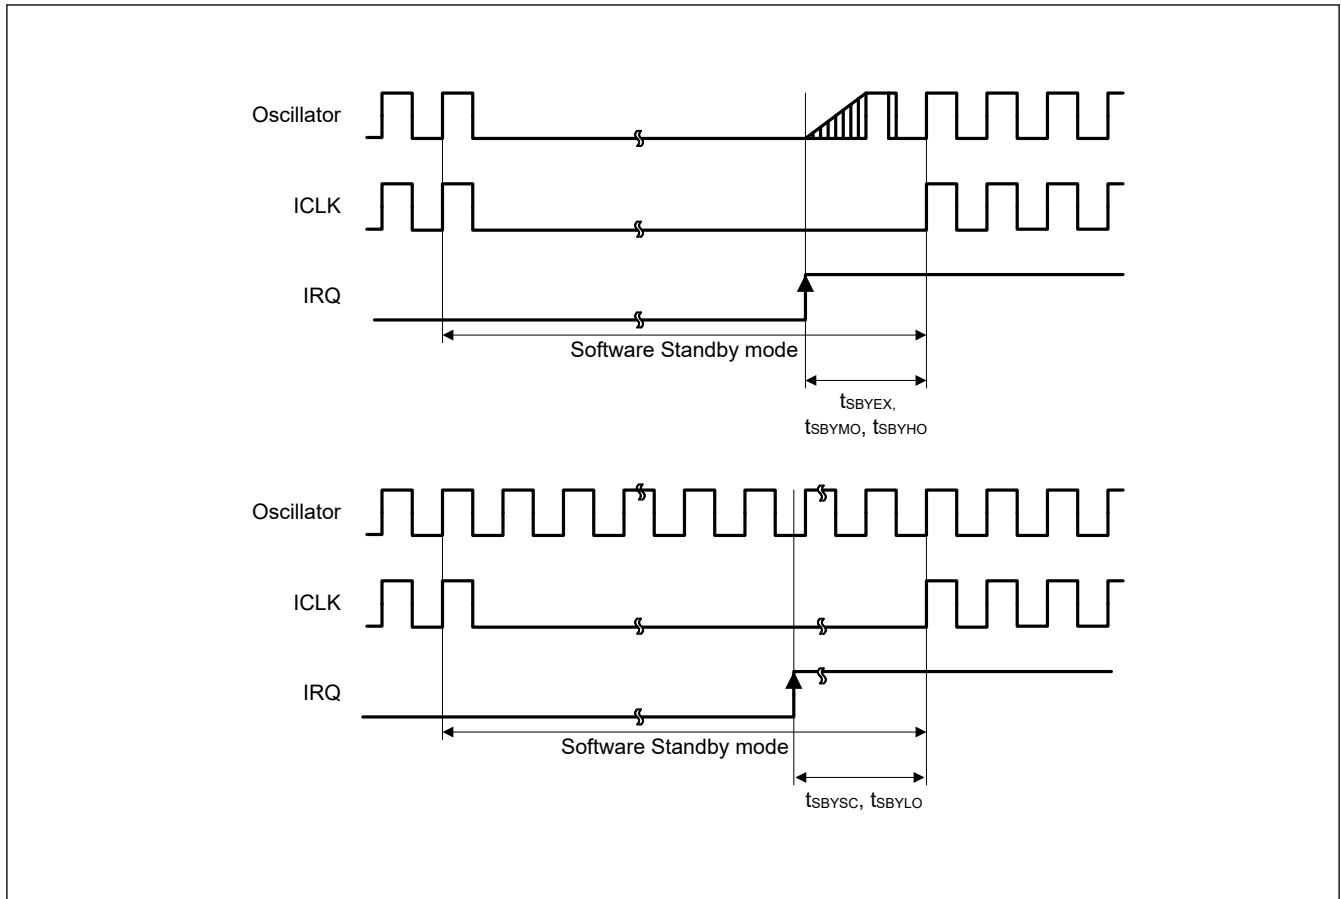 Oscillator
ICLK
IRQ
Software Standby mode
tSBYEX,
tSBYMO, tSBYHO
Oscillator
ICLK
IRQ
Software Standby mode
tSBYSC, tSBYLO